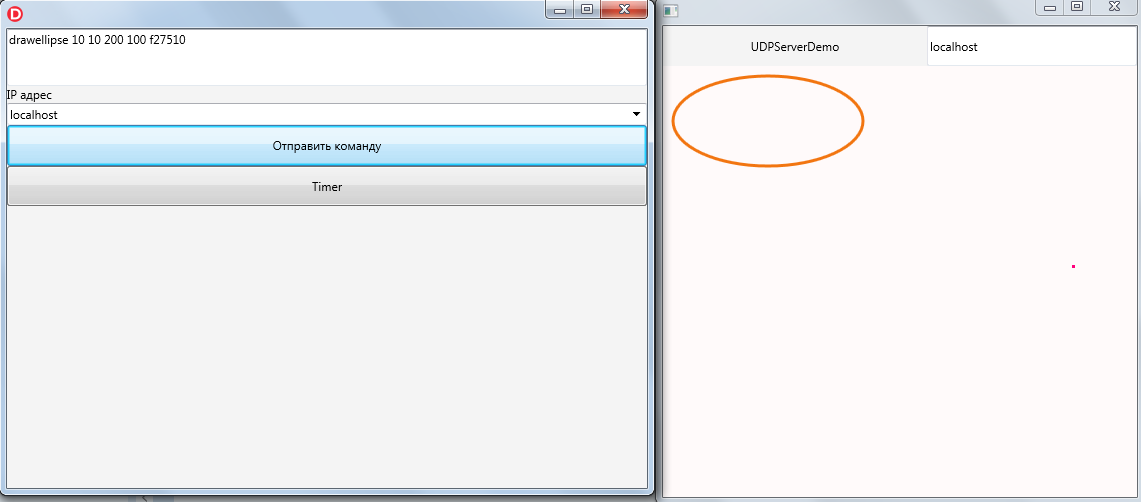 D
drawellipse 10 10 200 100 f27510
IP адрес
localhost
Отправить команду
Timer
UDPServerDemo
localhost